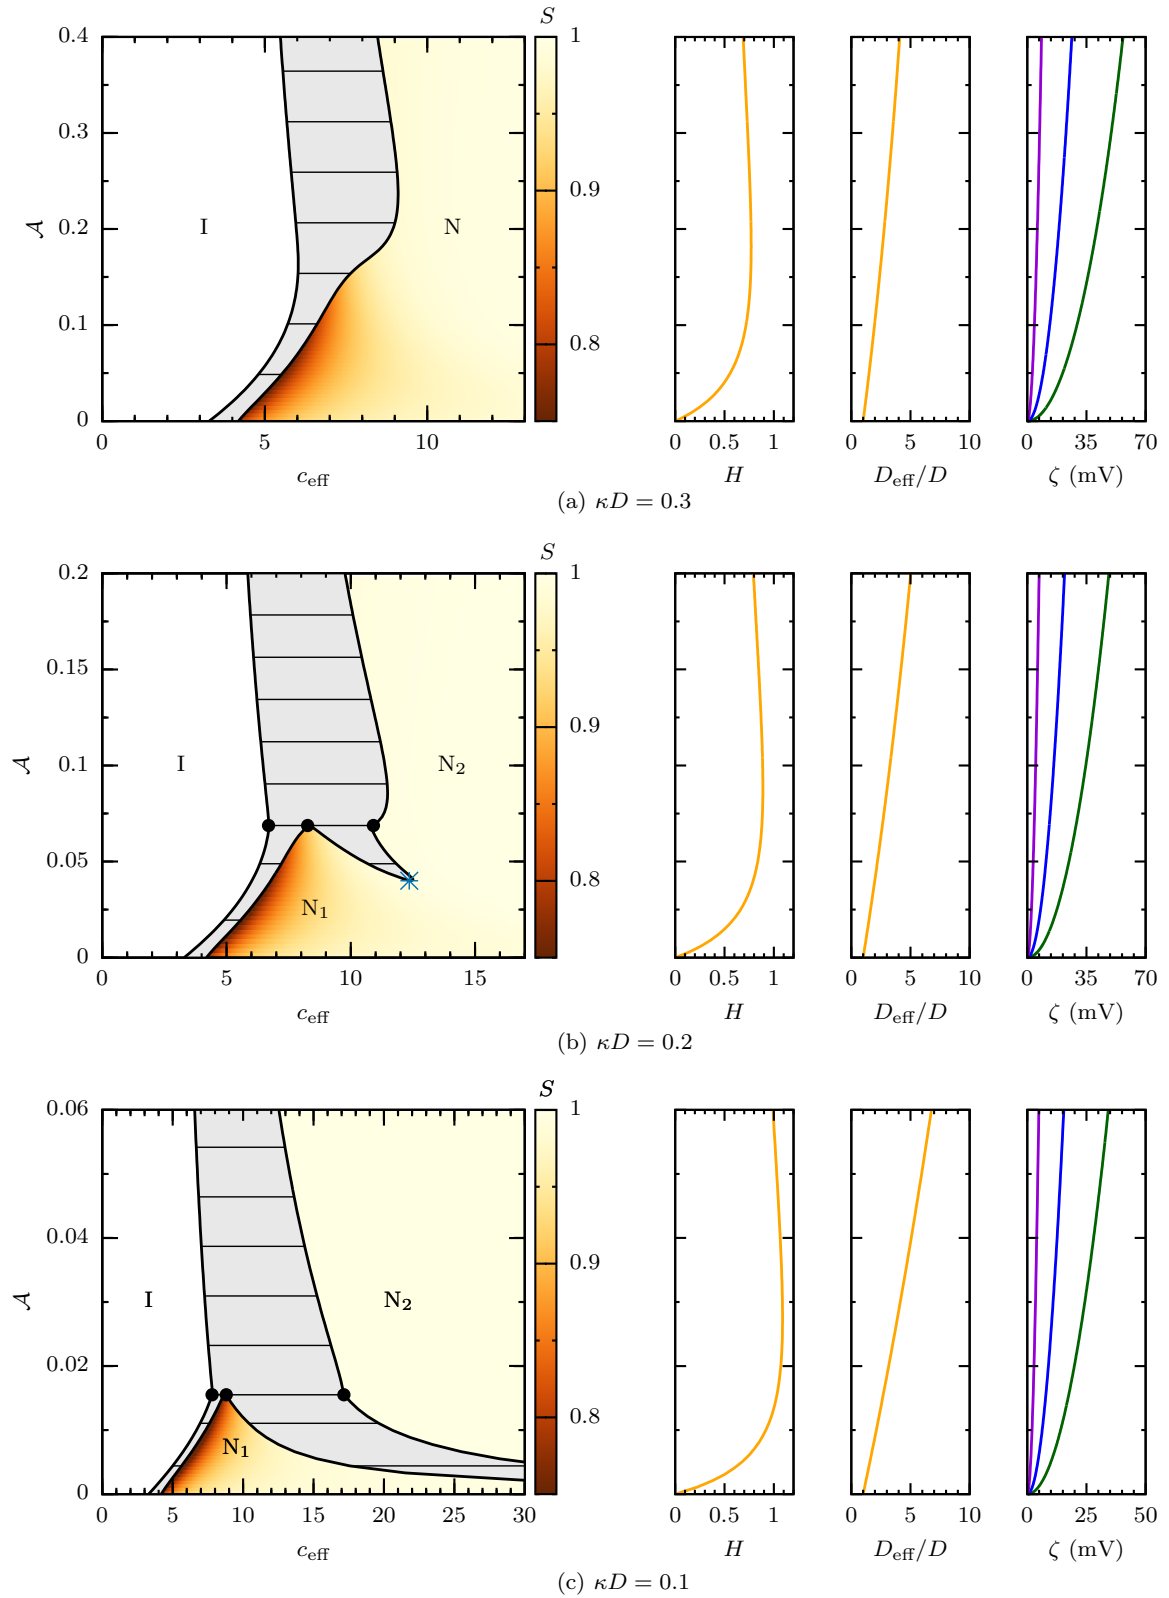 S
0.4
0.3
0.2
0.1
0
𝒜
I
N
1
0.9
0.8
0 5 10
c_eff
0 0.5 1
H
0 5 10
D_eff/D
0 35 70
ζ (mV)
(a) κD = 0.3
S
0.2
0.15
0.1
0.05
0
𝒜
I
N₂
N₁
1
0.9
0.8
0 5 10 15
c_eff
0 0.5 1
H
0 5 10
D_eff/D
0 35 70
ζ (mV)
(b) κD = 0.2
S
0.06
0.04
0.02
0
𝒜
I
N₂
N₁
1
0.9
0.8
0 5 10 15 20 25 30
c_eff
0 0.5 1
H
0 5 10
D_eff/D
0 25 50
ζ (mV)
(c) κD = 0.1